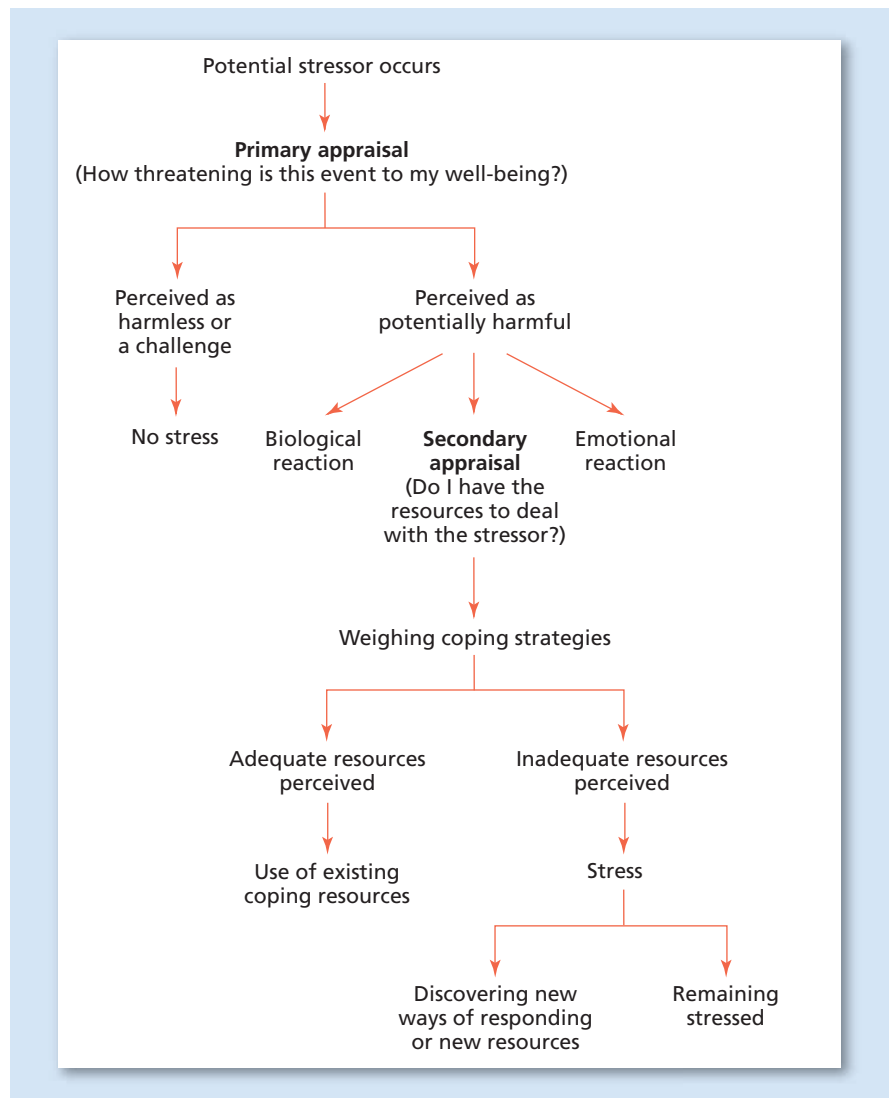 Potential stressor occurs
Primary appraisal
(How threatening is this event to my well-being?)
Perceived as
harmless or
a challenge
Perceived as
potentially harmful
No stress
Biological
reaction
Secondary
appraisal
(Do I have the
resources to deal
with the stressor?)
Emotional
reaction
Weighing coping strategies
Adequate resources
perceived
Inadequate resources
perceived
Use of existing
coping resources
Stress
Discovering new
ways of responding
or new resources
Remaining
stressed